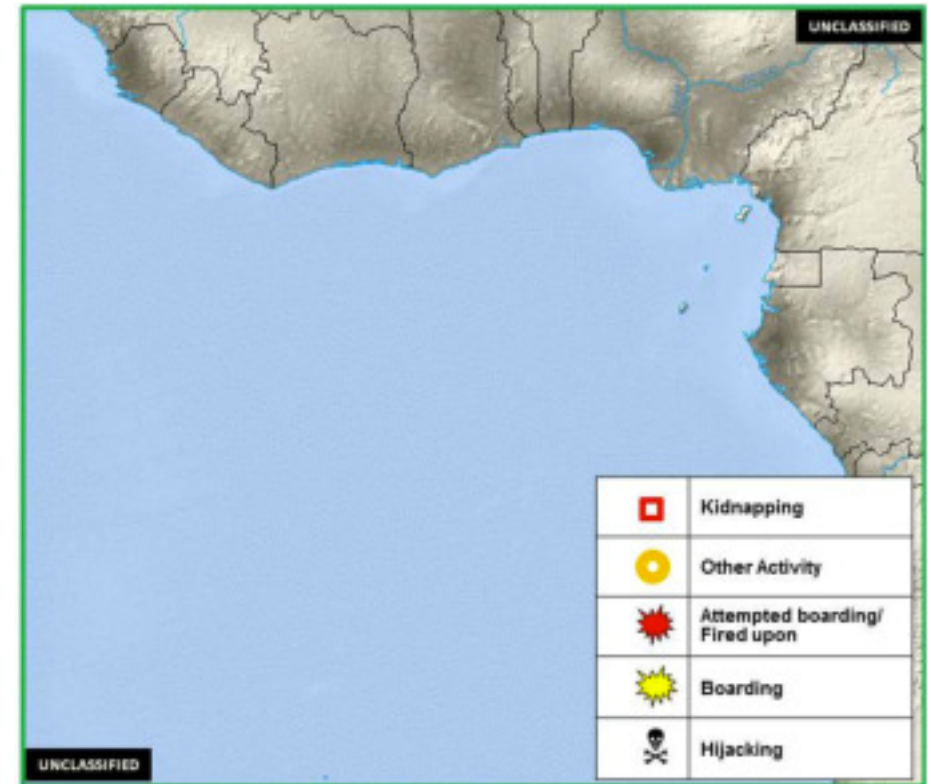 UNCLASSIFIED
Kidnapping
Other Activity
Attempted boarding/
Fired upon
Boarding
Hijacking
UNCLASSIFIED